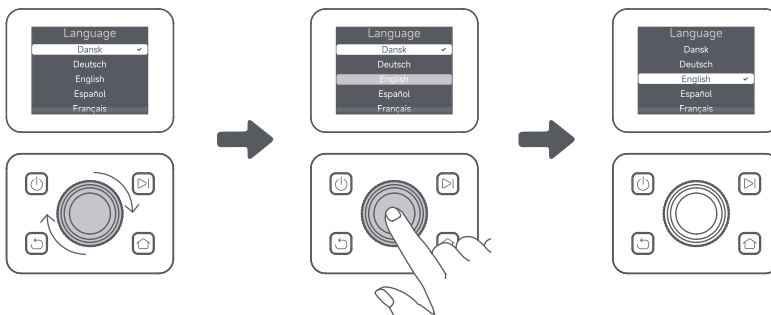 Language
Dansk
Deutsch
English
Español
Français
Language
Dansk
Deutsch
English
Español
Français
Language
Dansk
Deutsch
English
Español
Français